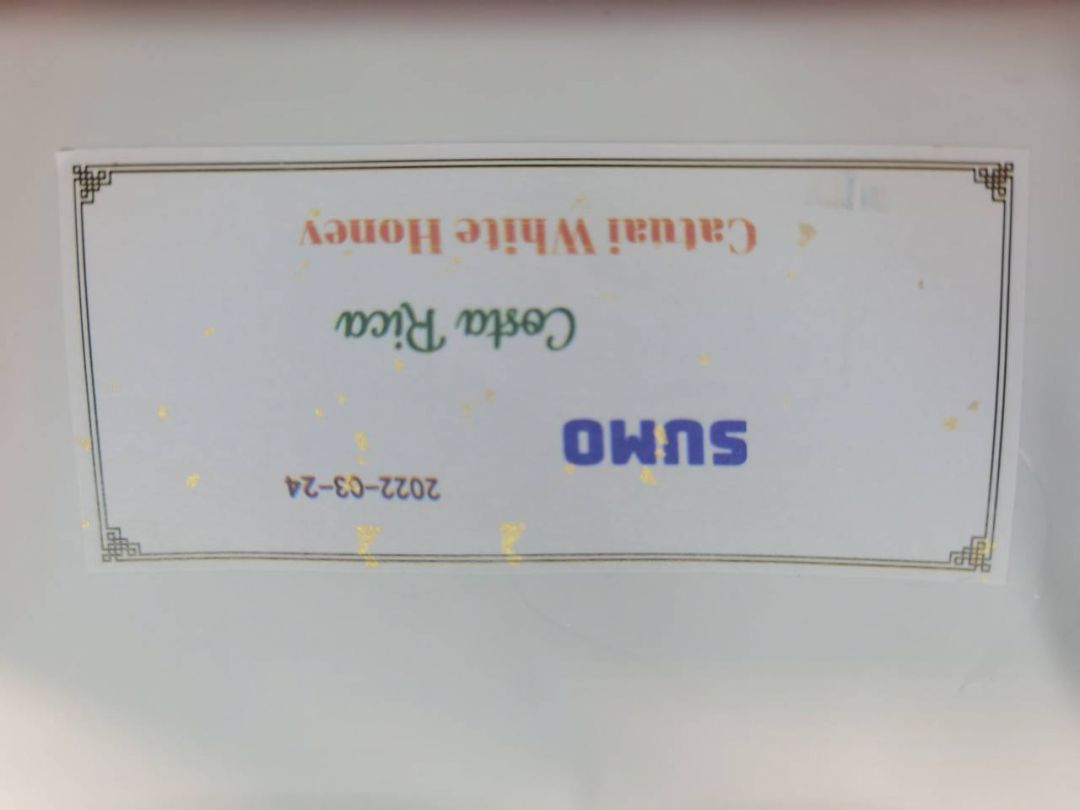 2022-03-24
SUMO
Costa Rica
Catuai White Honey